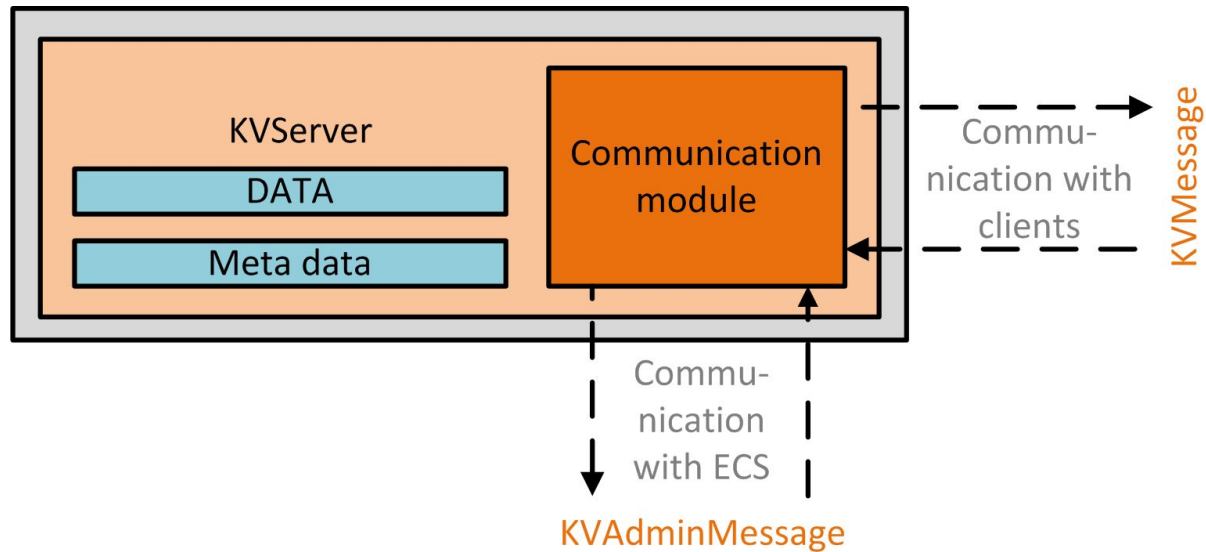 KVServer
DATA
Meta data
Communication
module
Commu-
nication with
clients
KVMessage
Commu-
nication
with ECS
KVAdminMessage